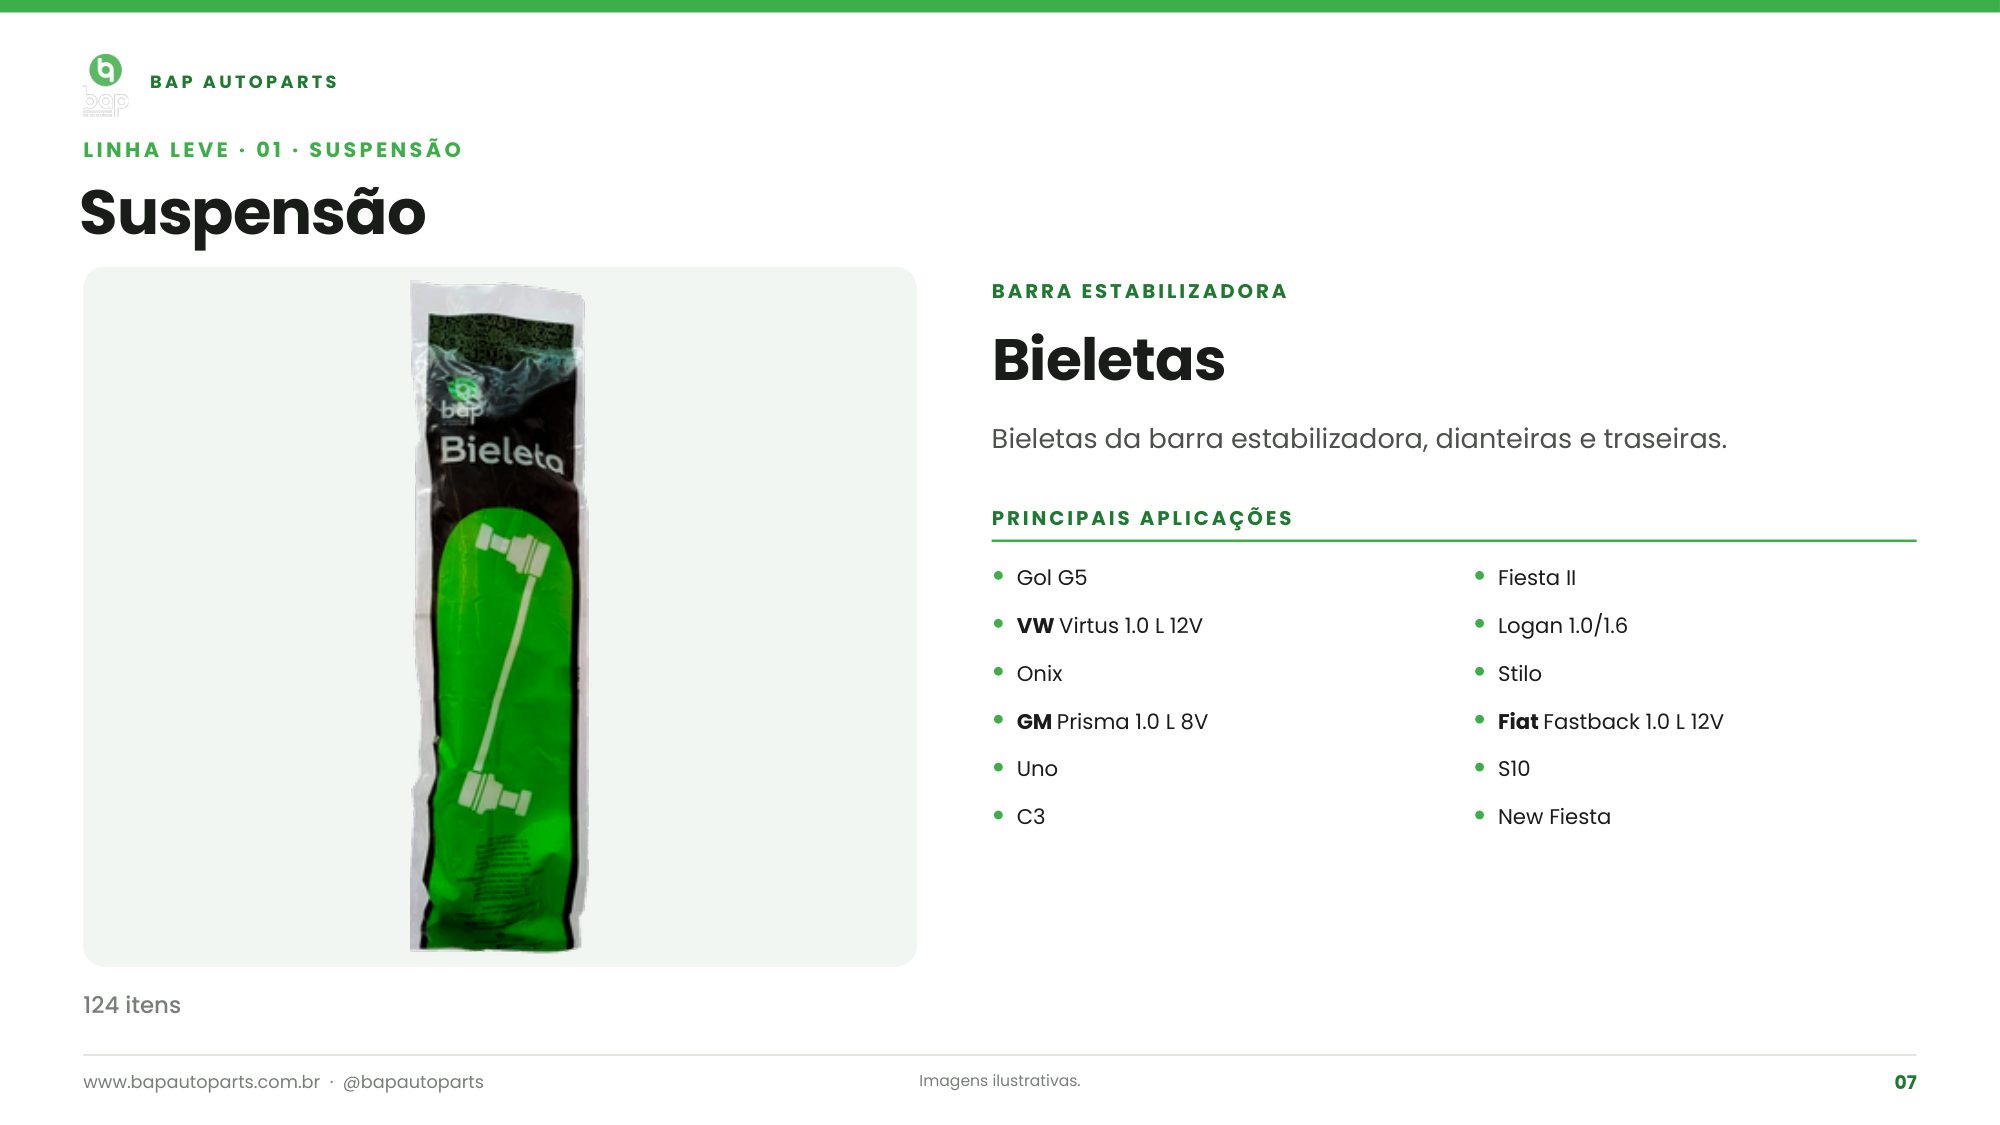 bap
BAP AUTOPARTS
LINHA LEVE · 01 · SUSPENSÃO
Suspensão
bap
Bieleta
BARRA ESTABILIZADORA
Bieletas
Bieletas da barra estabilizadora, dianteiras e traseiras.
PRINCIPAIS APLICAÇÕES
• Gol G5
• VW Virtus 1.0 L 12V
• Onix
• GM Prisma 1.0 L 8V
• Uno
• C3
• Fiesta II
• Logan 1.0/1.6
• Stilo
• Fiat Fastback 1.0 L 12V
• S10
• New Fiesta
124 itens
www.bapautoparts.com.br · @bapautoparts
Imagens ilustrativas.
07